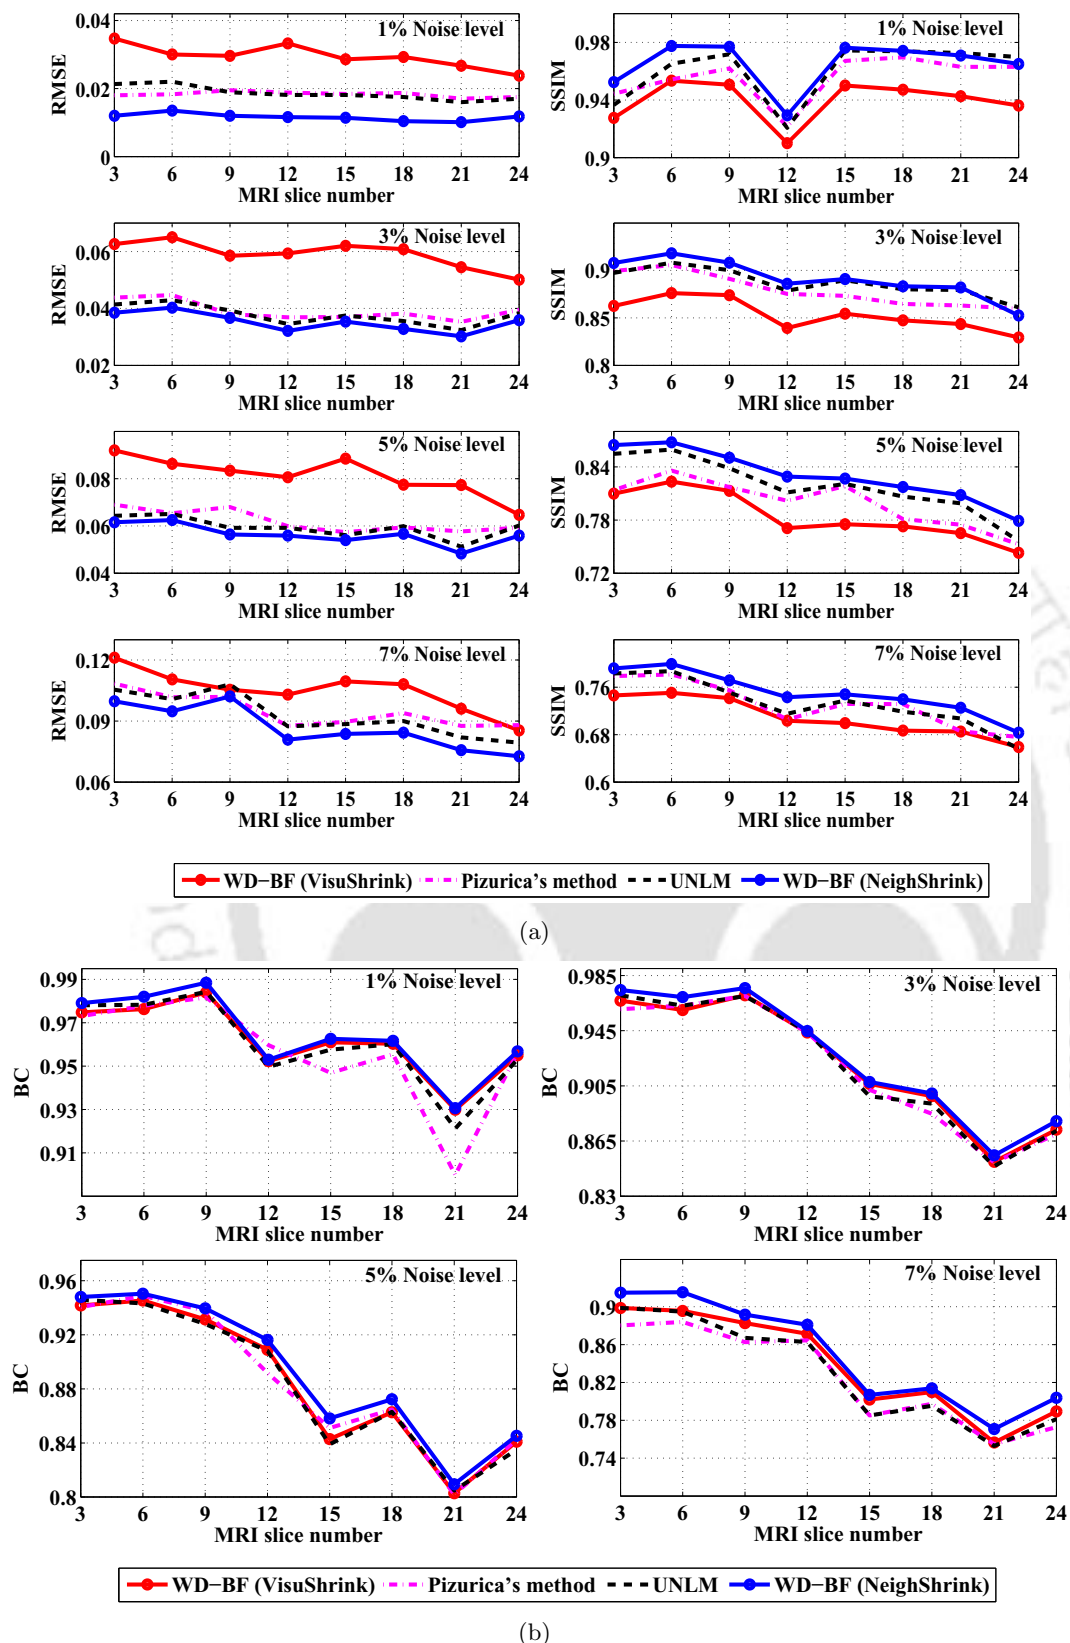 1% Noise level
RMSE
0.04
0.02
0
3 6 9 12 15 18 21 24
MRI slice number
1% Noise level
SSIM
0.98
0.94
0.9
3 6 9 12 15 18 21 24
MRI slice number
3% Noise level
RMSE
0.06
0.04
0.02
3 6 9 12 15 18 21 24
MRI slice number
3% Noise level
SSIM
0.9
0.85
0.8
3 6 9 12 15 18 21 24
MRI slice number
5% Noise level
RMSE
0.08
0.06
0.04
3 6 9 12 15 18 21 24
MRI slice number
5% Noise level
SSIM
0.84
0.78
0.72
3 6 9 12 15 18 21 24
MRI slice number
7% Noise level
RMSE
0.12
0.09
0.06
3 6 9 12 15 18 21 24
MRI slice number
7% Noise level
SSIM
0.76
0.68
0.6
3 6 9 12 15 18 21 24
MRI slice number
WD−BF (VisuShrink) Pizurica's method UNLM WD−BF (NeighShrink)
(a)
1% Noise level
BC
0.99
0.97
0.95
0.93
0.91
3 6 9 12 15 18 21 24
MRI slice number
3% Noise level
BC
0.985
0.945
0.905
0.865
0.83
3 6 9 12 15 18 21 24
MRI slice number
5% Noise level
BC
0.96
0.92
0.88
0.84
0.8
3 6 9 12 15 18 21 24
MRI slice number
7% Noise level
BC
0.9
0.86
0.82
0.78
0.74
3 6 9 12 15 18 21 24
MRI slice number
WD−BF (VisuShrink) Pizurica's method UNLM WD−BF (NeighShrink)
(b)